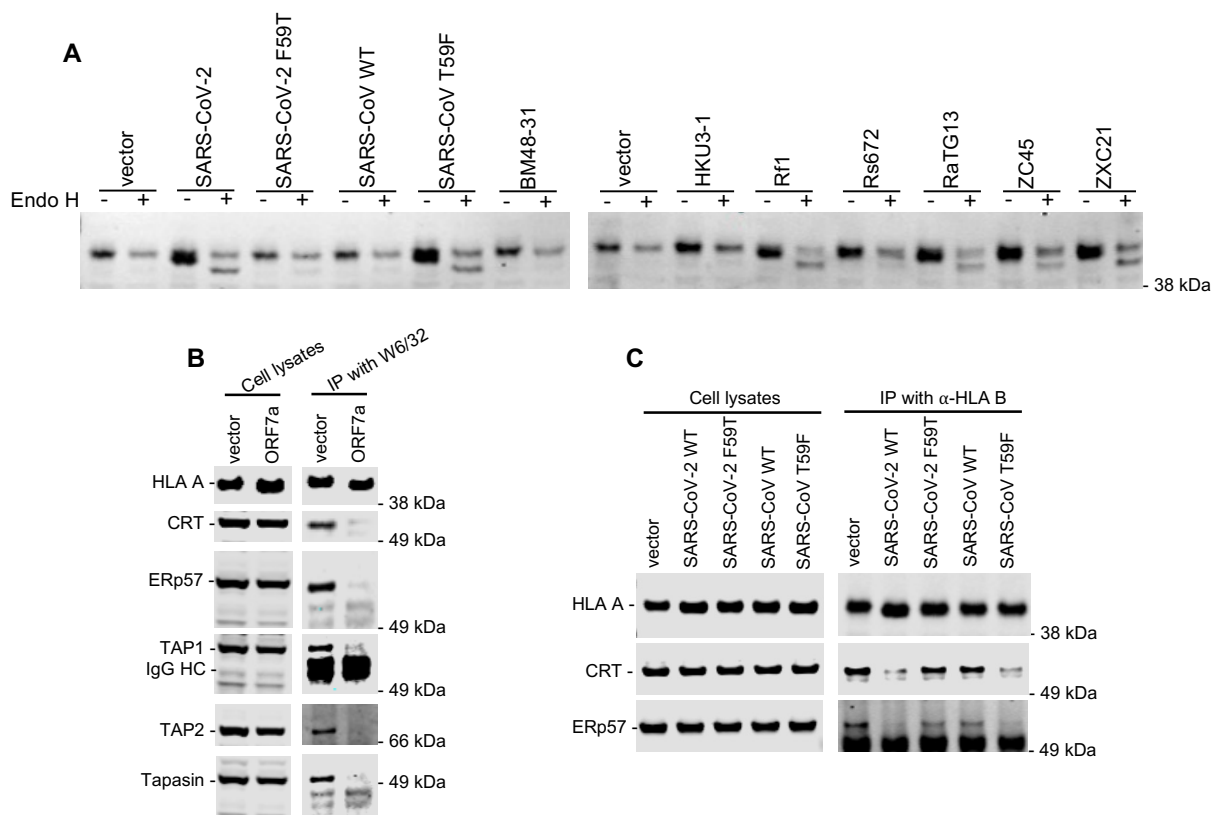 A
vector
SARS-CoV-2
SARS-CoV-2 F59T
SARS-CoV WT
SARS-CoV T59F
BM48-31
vector
HKU3-1
Rf1
Rs672
RaTG13
ZC45
ZXC21
Endo H - + - + - + - + - + - + - + - + - + - + - + - + - +
- 38 kDa
B
Cell lysates
IP with W6/32
vector
ORF7a
vector
ORF7a
HLA A -
- 38 kDa
CRT -
- 49 kDa
ERp57 -
- 49 kDa
TAP1 -
IgG HC -
- 49 kDa
TAP2 -
- 66 kDa
Tapasin -
- 49 kDa
C
Cell lysates
IP with α-HLA B
vector
SARS-CoV-2 WT
SARS-CoV-2 F59T
SARS-CoV WT
SARS-CoV T59F
vector
SARS-CoV-2 WT
SARS-CoV-2 F59T
SARS-CoV WT
SARS-CoV T59F
HLA A -
- 38 kDa
CRT -
- 49 kDa
ERp57 -
- 49 kDa